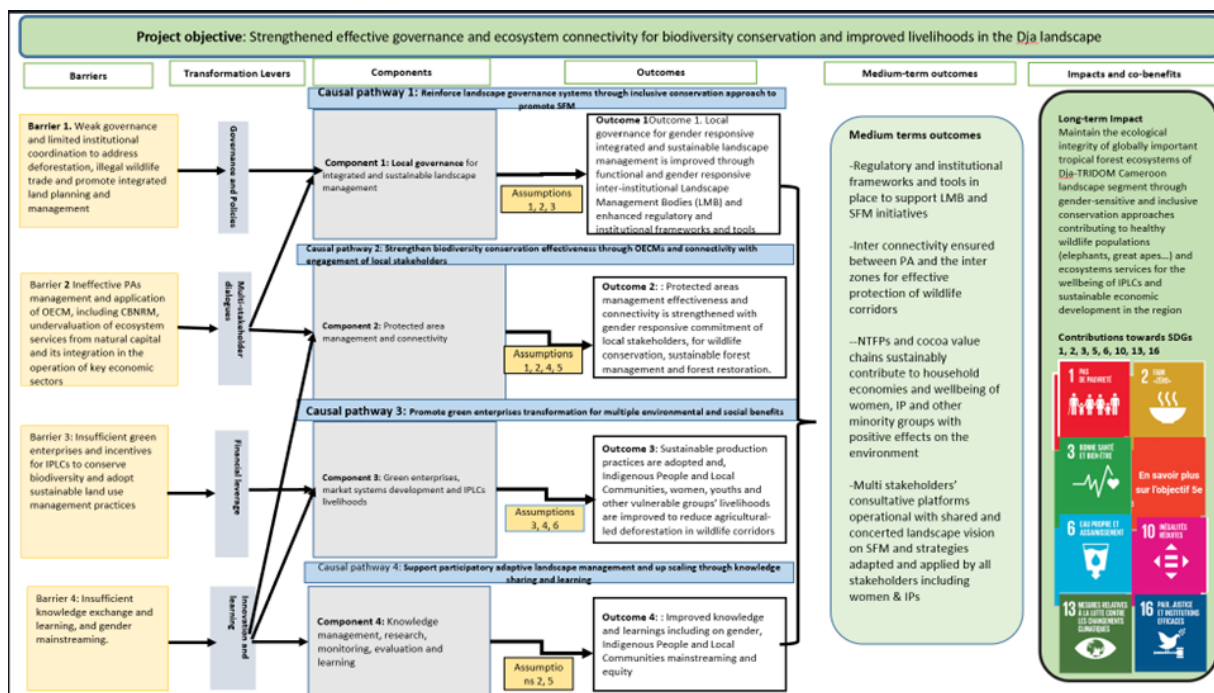 Project objective: Strengthened effective governance and ecosystem connectivity for biodiversity conservation and improved livelihoods in the Dja landscape
Barriers
Transformation Levers
Components
Outcomes
Medium-term outcomes
Impacts and co-benefits
Causal pathway 1: Reinforce landscape governance systems through inclusive conservation approach to
promote SFM
Barrier 1. Weak governance
and limited institutional
coordination to address
deforestation, illegal wildlife
trade and promote integrated
land planning and
management
Governance and Policies
Component 1: Local governance for
integrated and sustainable landscape
management
Assumptions
1, 2, 3
Outcome 1Outcome 1. Local
governance for gender responsive
integrated and sustainable landscape
management is improved through
functional and gender responsive
inter-institutional Landscape
Management Bodies (LMB) and
enhanced regulatory and
institutional frameworks and tools
Causal pathway 2: Strengthen biodiversity conservation effectiveness through OECMs and connectivity with
engagement of local stakeholders
Barrier 2 Ineffective PAs
management and application
of OECM, including CBNRM,
undervaluation of ecosystem
services from natural capital
and its integration in the
operation of key economic
sectors
Multi-stakeholder
dialogues
Component 2: Protected area
management and connectivity
Assumptions
1, 2, 4, 5
Outcome 2: : Protected areas
management effectiveness and
connectivity is strengthened with
gender responsive commitment of
local stakeholders, for wildlife
conservation, sustainable forest
management and forest restoration.
Causal pathway 3: Promote green enterprises transformation for multiple environmental and social benefits
Barrier 3: Insufficient green
enterprises and incentives
for IPLCs to conserve
biodiversity and adopt
sustainable land use
management practices
Financial leverage
Component 3: Green enterprises,
market systems development and IPLCs
livelihoods
Assumptions
3, 4, 6
Outcome 3: Sustainable production
practices are adopted and,
Indigenous People and Local
Communities, women, youths and
other vulnerable groups' livelihoods
are improved to reduce agricultural-
led deforestation in wildlife corridors
Causal pathway 4: Support participatory adaptive landscape management and up scaling through knowledge
sharing and learning
Barrier 4: Insufficient
knowledge exchange and
learning, and gender
mainstreaming.
Innovation and
learning
Component 4: Knowledge
management, research,
monitoring, evaluation and
learning
Assumptio
ns 2, 5
Outcome 4: : Improved knowledge
and learnings including on gender,
Indigenous People and Local
Communities mainstreaming and
equity
Medium terms outcomes
-Regulatory and institutional
frameworks and tools in
place to support LMB and
SFM initiatives
-Inter connectivity ensured
between PA and the inter
zones for effective
protection of wildlife
corridors
--NTFPs and cocoa value
chains sustainably
contribute to household
economies and wellbeing of
women, IP and other
minority groups with
positive effects on the
environment
-Multi stakeholders'
consultative platforms
operational with shared and
concerted landscape vision
on SFM and strategies
adapted and applied by all
stakeholders including
women & IPs
Long-term Impact
Maintain the ecological
integrity of globally important
tropical forest ecosystems of
Dja-TRIDOM Cameroon
landscape segment through
gender-sensitive and inclusive
conservation approaches
contributing to healthy
wildlife populations
(elephants, great apes...) and
ecosystems services for the
wellbeing of IPLCs and
sustainable economic
development in the region
Contributions towards SDGs
1, 2, 3, 5, 6, 10, 13, 16
1 PAS
DE PAUVRETÉ
2 FAIM
«ZÉRO»
3 BONNE SANTÉ
ET BIEN-ÊTRE
En savoir plus
sur l'objectif 5e
6 EAU PROPRE ET
ASSAINISSEMENT
10 INÉGALITÉS
RÉDUITES
13 MESURES RELATIVES
À LA LUTTE CONTRE
LES CHANGEMENTS
CLIMATIQUES
16 PAIX, JUSTICE
ET INSTITUTIONS
EFFICACES